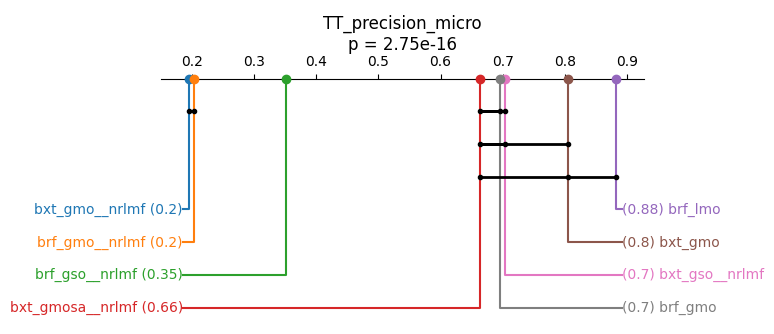 TT_precision_micro
p = 2.75e-16
0.2 0.3 0.4 0.5 0.6 0.7 0.8 0.9
bxt_gmo__nrlmf (0.2) (0.88) brf_lmo
brf_gmo__nrlmf (0.2) (0.8) bxt_gmo
brf_gso__nrlmf (0.35) (0.7) bxt_gso__nrlmf
bxt_gmosa__nrlmf (0.66) (0.7) brf_gmo